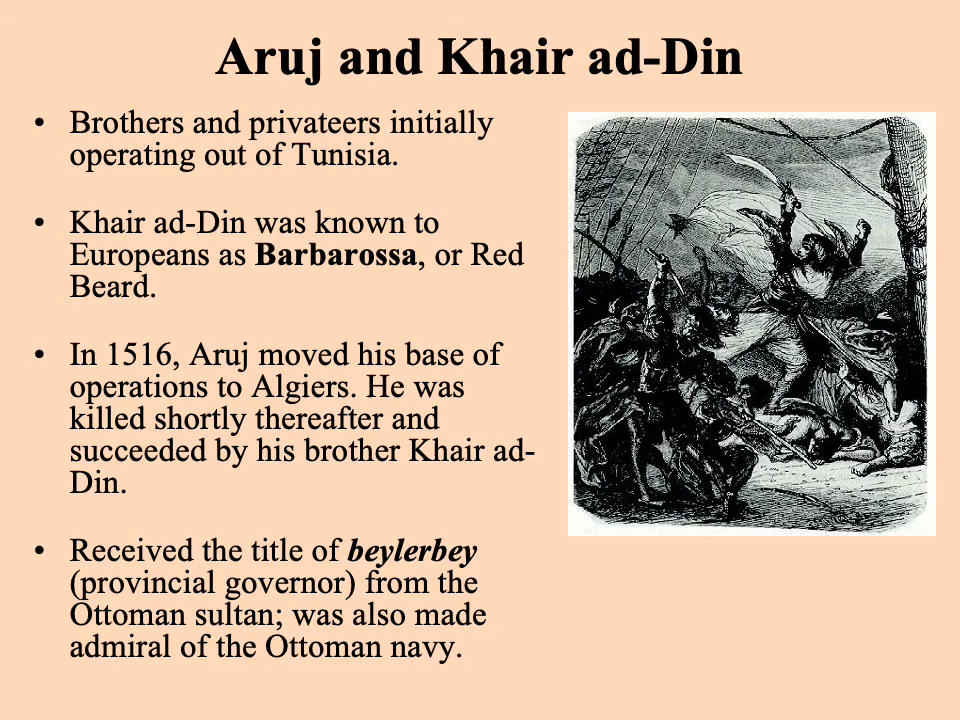 Aruj and Khair ad-Din
• Brothers and privateers initially
operating out of Tunisia.
• Khair ad-Din was known to
Europeans as Barbarossa, or Red
Beard.
• In 1516, Aruj moved his base of
operations to Algiers. He was
killed shortly thereafter and
succeeded by his brother Khair ad-
Din.
• Received the title of beylerbey
(provincial governor) from the
Ottoman sultan; was also made
admiral of the Ottoman navy.